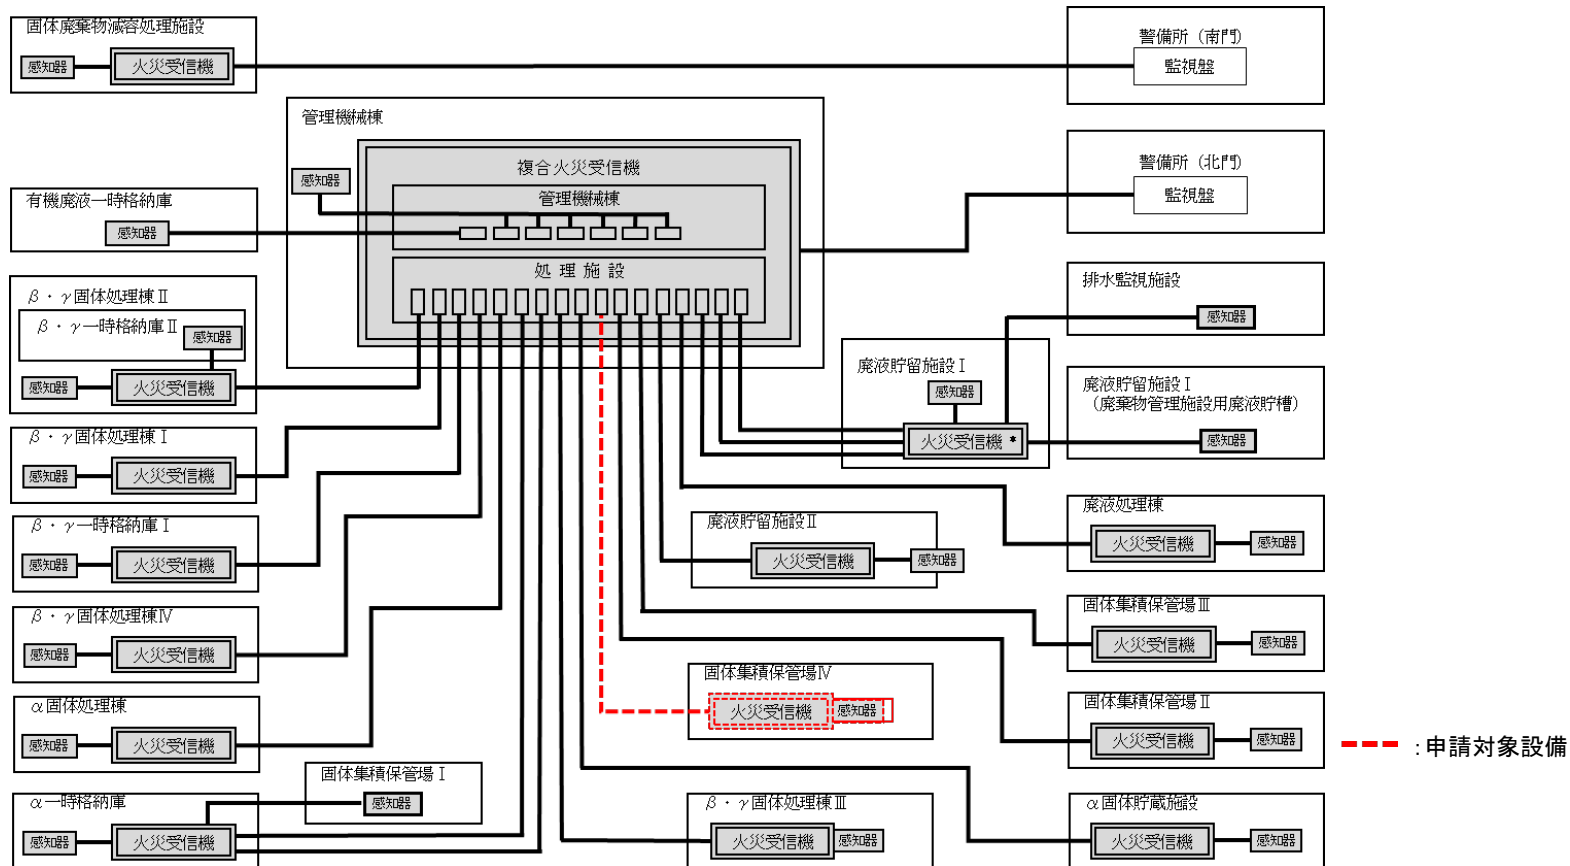 固体廃棄物減容処理施設
感知器
火災受信機
警備所（南門）
監視盤
管理機械棟
感知器
複合火災受信機
管理機械棟
処理施設
警備所（北門）
監視盤
有機廃液一時格納庫
感知器
β・γ固体処理棟Ⅱ
β・γ一時格納庫Ⅱ
感知器
感知器
火災受信機
排水監視施設
感知器
廃液貯留施設Ⅰ
感知器
火災受信機 *
廃液貯留施設Ⅰ
（廃棄物管理施設用廃液貯槽）
感知器
β・γ固体処理棟Ⅰ
感知器
火災受信機
β・γ一時格納庫Ⅰ
感知器
火災受信機
廃液貯留施設Ⅱ
火災受信機
感知器
廃液処理棟
火災受信機
感知器
β・γ固体処理棟Ⅳ
感知器
火災受信機
固体集積保管場Ⅲ
火災受信機
感知器
固体集積保管場Ⅳ
火災受信機
感知器
α固体処理棟
感知器
火災受信機
固体集積保管場Ⅱ
火災受信機
感知器
：申請対象設備
固体集積保管場Ⅰ
感知器
α一時格納庫
感知器
火災受信機
β・γ固体処理棟Ⅲ
火災受信機
感知器
α固体貯蔵施設
火災受信機
感知器